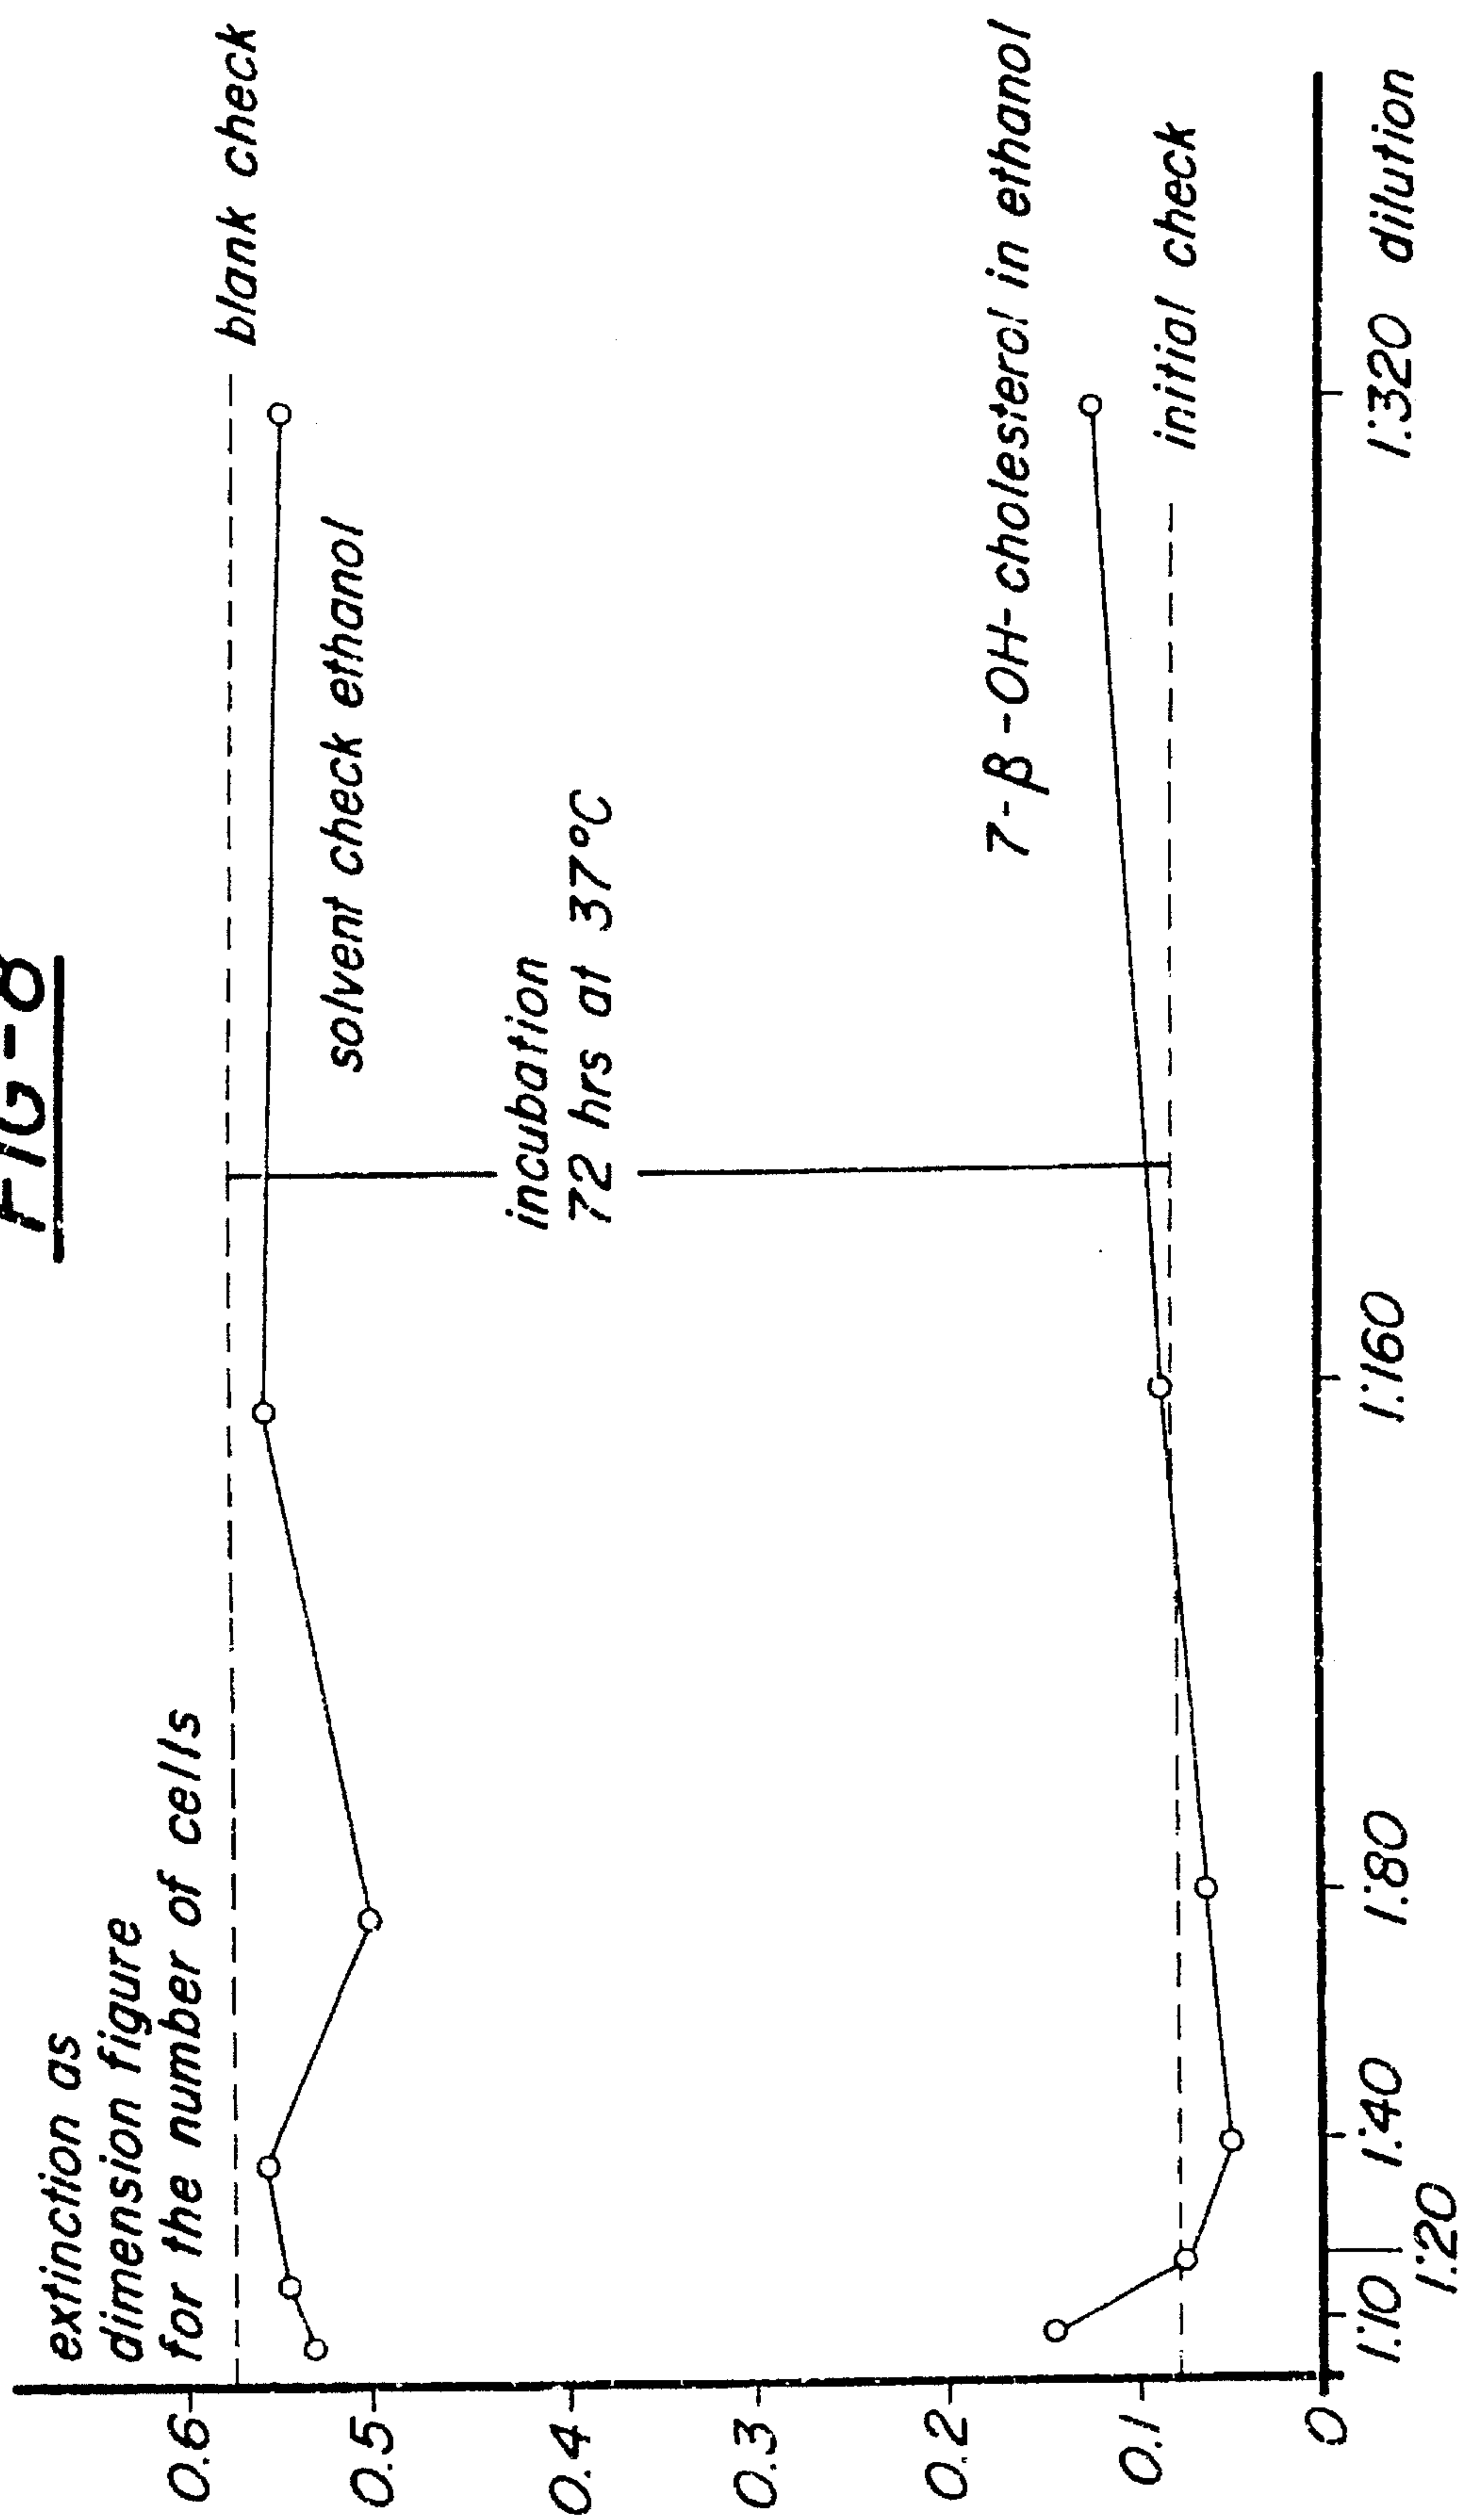 FIG-8
extinction as
dimension figure
for the number of cells
blank check
solvent check ethanol
incubation
72 hrs at 37°C
7-β-OH-cholesterol in ethanol
initial check
0.6
0.5
0.4
0.3
0.2
0.1
0
1:10
1:20
1:40
1:80
1:160
1:320
dilution